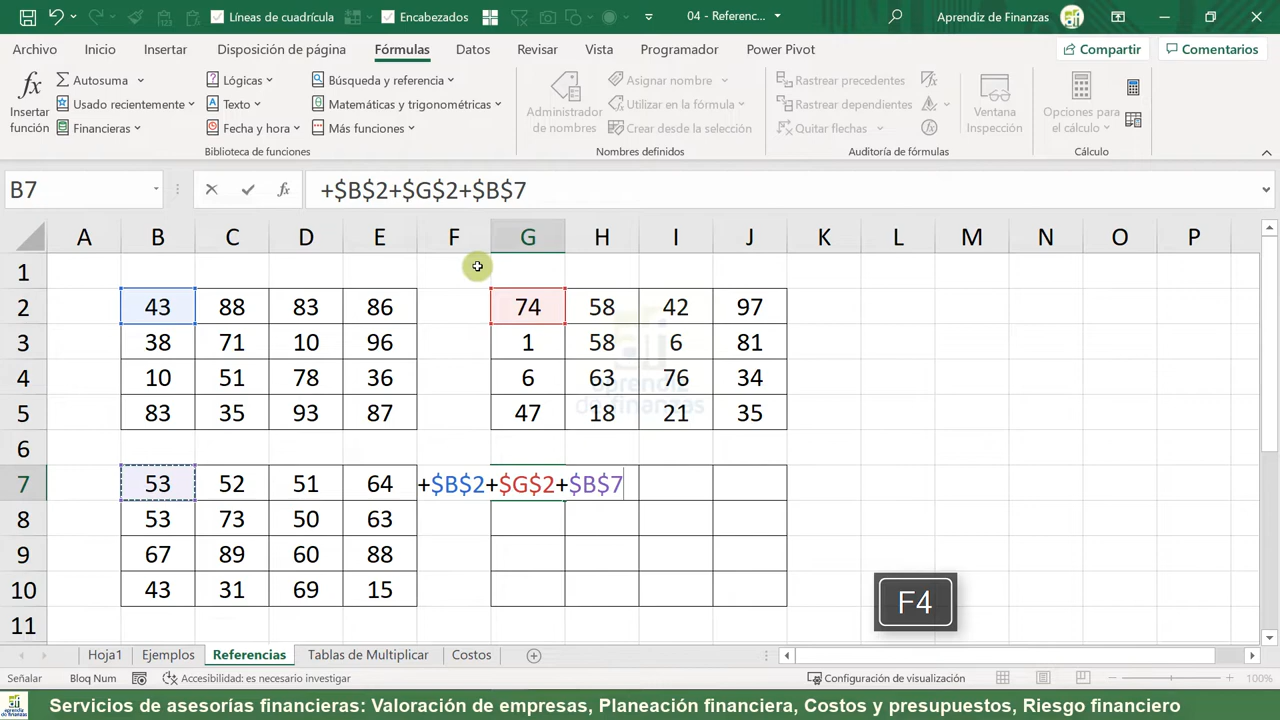 Líneas de cuadrícula Encabezados 04 - Referenc... Aprendiz de Finanzas
Archivo Inicio Insertar Disposición de página Fórmulas Datos Revisar Vista Programador Power Pivot Compartir Comentarios
fx Insertar función
Autosuma
Usado recientemente
Financieras
Lógicas
Texto
Fecha y hora
Búsqueda y referencia
Matemáticas y trigonométricas
Más funciones
Biblioteca de funciones
Administrador de nombres
Asignar nombre
Utilizar en la fórmula
Crear desde la selección
Nombres definidos
Rastrear precedentes
Rastrear dependientes
Quitar flechas
fx
Auditoría de fórmulas
Ventana Inspección
Opciones para el cálculo
Cálculo
B7 fx +$B$2+$G$2+$B$7
A B C D E F G H I J K L M N O P
1
2 43 88 83 86 74 58 42 97
3 38 71 10 96 1 58 6 81
4 10 51 78 36 6 63 76 34
5 83 35 93 87 47 18 21 35
aprendiz
de finanzas
6
7 53 52 51 64 +$B$2+$G$2+$B$7
8 53 73 50 63
9 67 89 60 88
10 43 31 69 15
11
F4
Hoja1 Ejemplos Referencias Tablas de Multiplicar Costos
Señalar Bloq Num Accesibilidad: es necesario investigar Configuración de visualización 100%
aprendiz de finanzas
Servicios de asesorías financieras: Valoración de empresas, Planeación financiera, Costos y presupuestos, Riesgo financiero